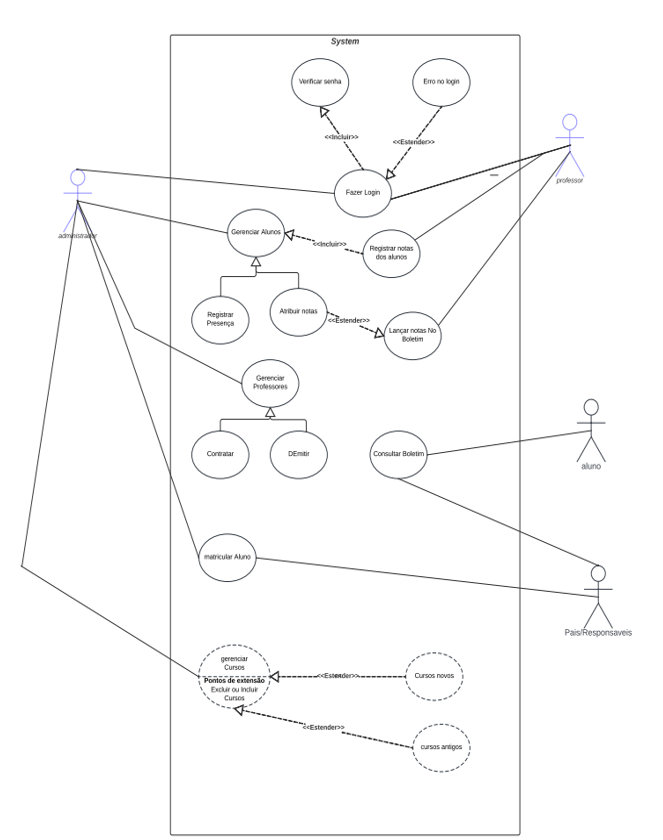 System
Verificar senha
Erro no login
<<Incluir>>
<<Estender>>
professor
Fazer Login
administrador
Gerenciar Alunos
<<Incluir>>
Registrar notas
dos alunos
Registrar
Presença
Atribuir notas
<<Estender>>
Lançar notas No
Boletim
Gerenciar
Professores
Contratar
DEmitir
Consultar Boletim
aluno
matricular Aluno
Pais/Responsaveis
gerenciar
Cursos
Pontos de extensão
Excluir ou Incluir
Cursos
<<Estender>>
Cursos novos
<<Estender>>
cursos antigos